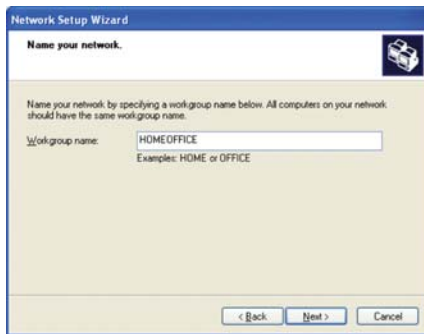 Network Setup Wizard
Name your network.
Name your network by specifying a workgroup name below. All computers on your network
should have the same workgroup name.
Workgroup name:
HOMEOFFICE
Examples: HOME or OFFICE
< Back
Next >
Cancel